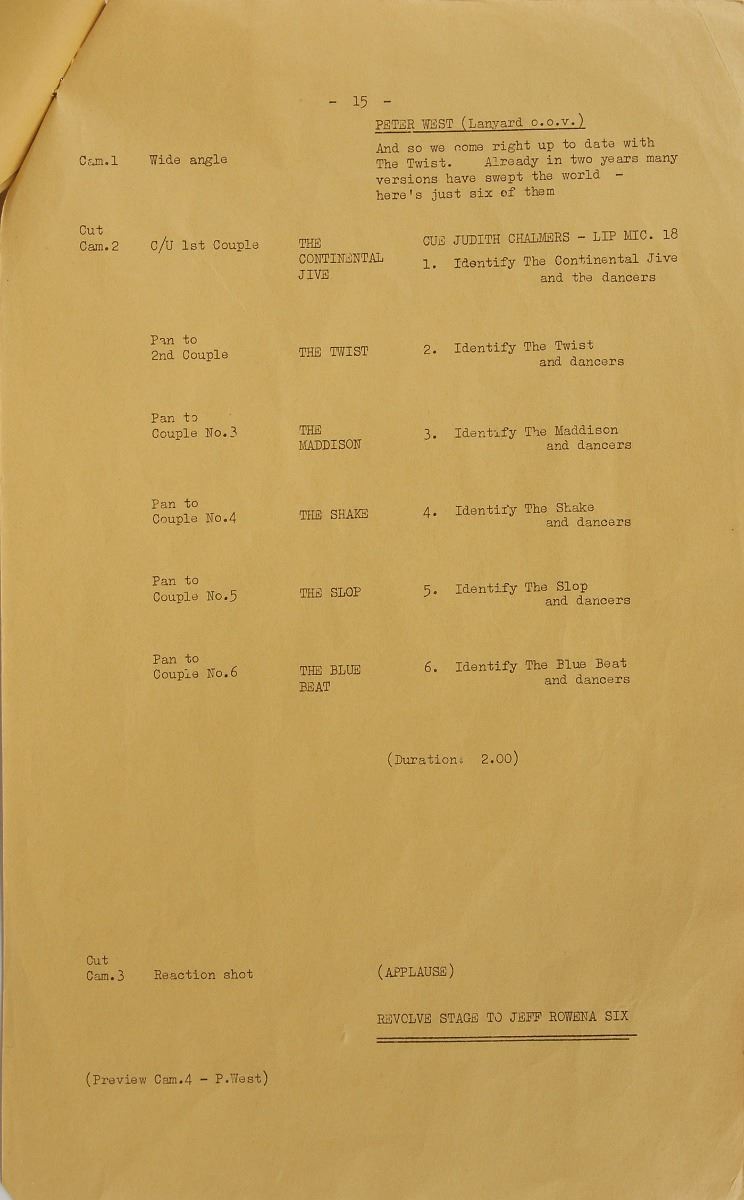 - 15 -
PETER WEST (Lanyard o.o.v.)
Cam.1 Wide angle
And so we come right up to date with
The Twist. Already in two years many
versions have swept the world -
here's just six of them
Cut
Cam.2 C/U 1st Couple
THE
CONTINENTAL
JIVE
CUE JUDITH CHALMERS - LIP MIC. 18
1. Identify The Continental Jive
and the dancers
Pan to
2nd Couple
THE TWIST
2. Identify The Twist
and dancers
Pan to
Couple No.3
THE
MADDISON
3. Identify The Maddison
and dancers
Pan to
Couple No.4
THE SHAKE
4. Identify The Shake
and dancers
Pan to
Couple No.5
THE SLOP
5. Identify The Slop
and dancers
Pan to
Couple No.6
THE BLUE
BEAT
6. Identify The Blue Beat
and dancers
(Duration: 2.00)
Cut
Cam.3 Reaction shot
(APPLAUSE)
REVOLVE STAGE TO JEFF ROWENA SIX
(Preview Cam.4 - P.West)